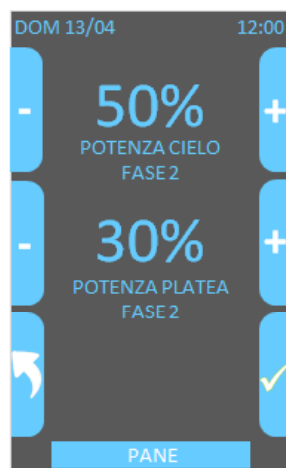 DOM 13/04 12:00
- 50% +
POTENZA CIELO
FASE 2
- 30% +
POTENZA PLATEA
FASE 2
PANE